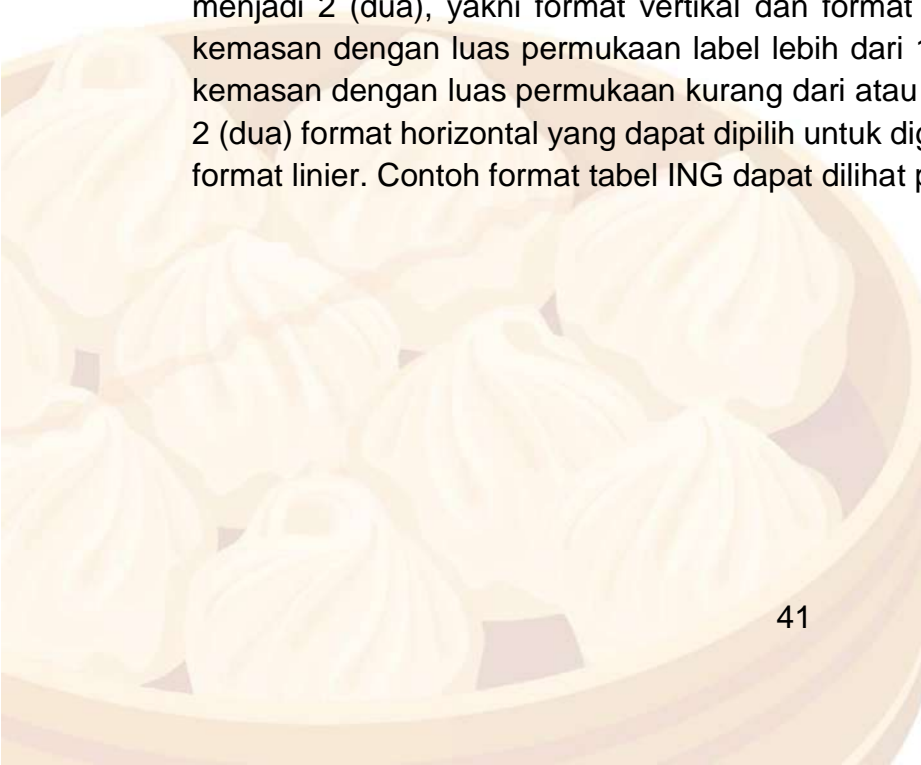 menjadi 2 (dua), yakni format vertikal dan format
kemasan dengan luas permukaan label lebih dari
kemasan dengan luas permukaan kurang dari atau
2 (dua) format horizontal yang dapat dipilih untuk
format linier. Contoh format tabel ING dapat dilihat
41